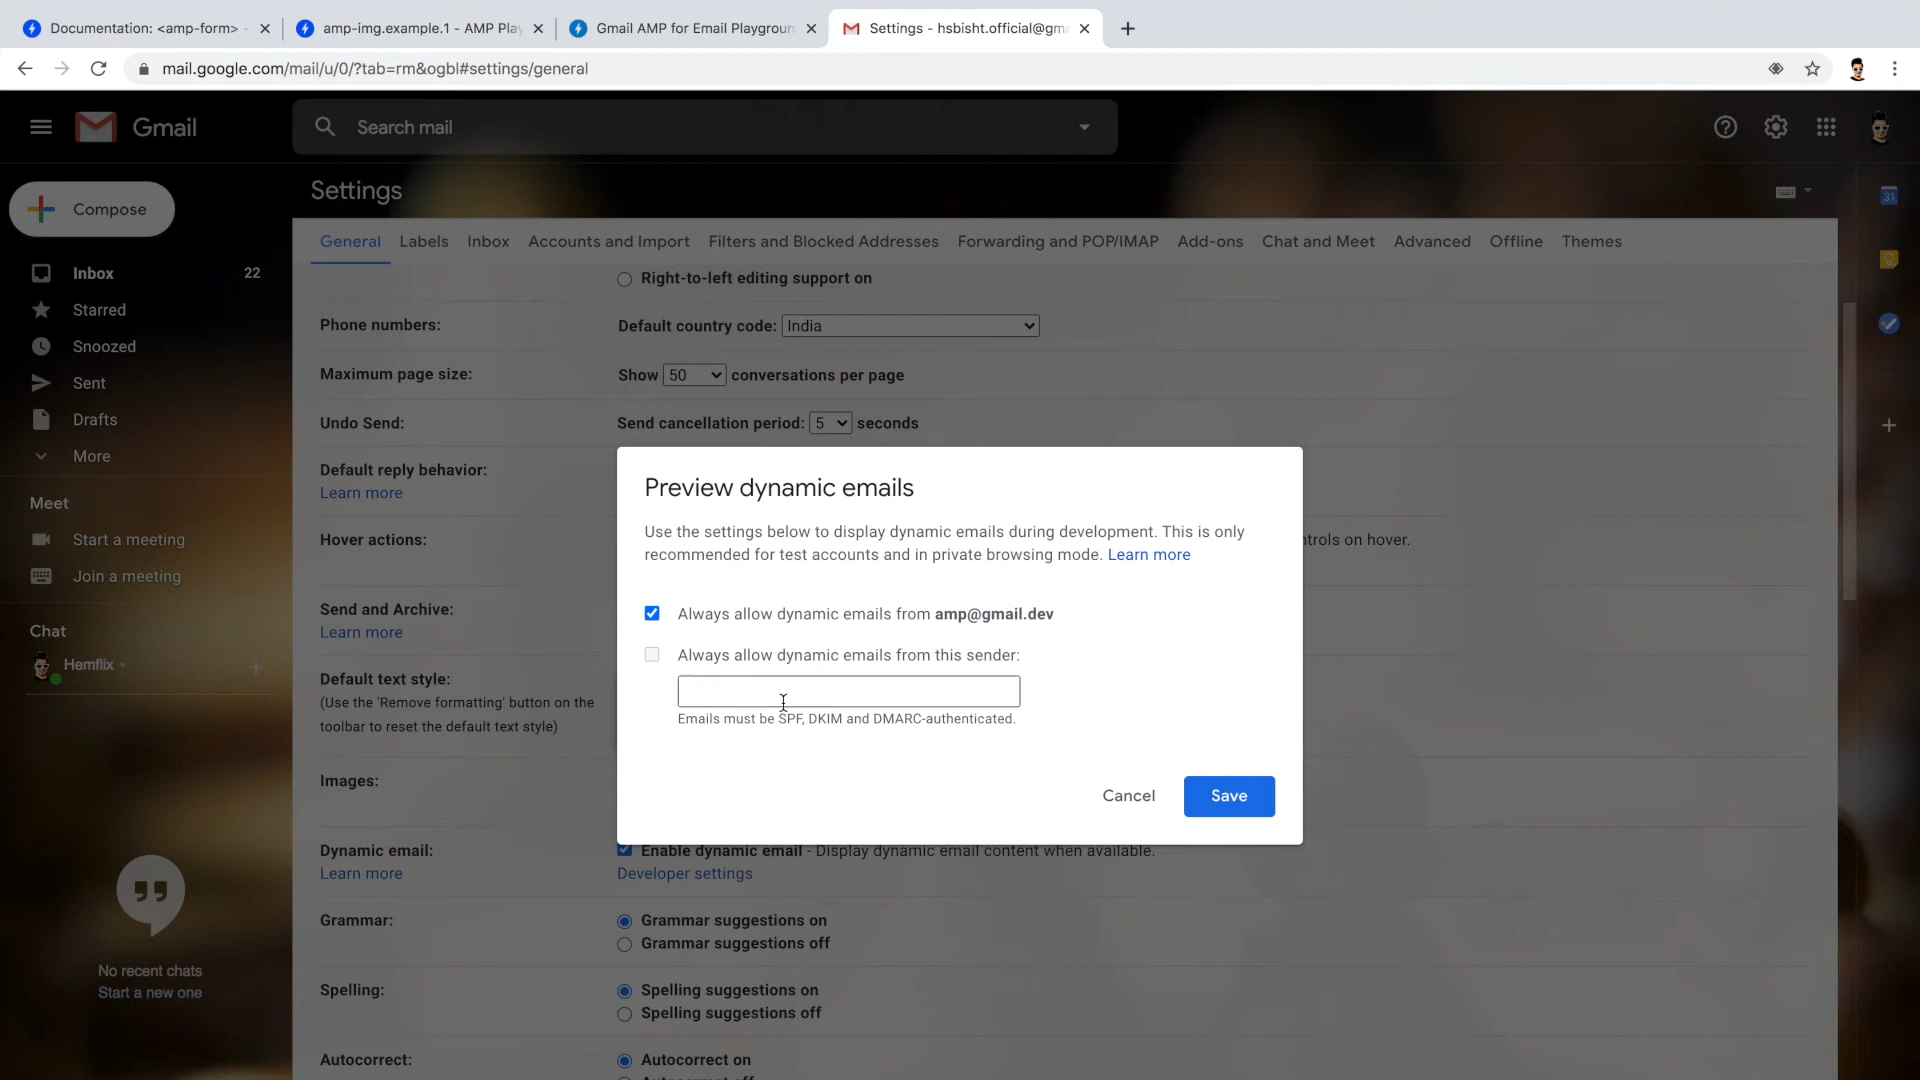 Documentation: <amp-form> -
amp-img.example.1 - AMP Play
Gmail AMP for Email Playground
Settings - hsbisht.official@gm
mail.google.com/mail/u/0/?tab=rm&ogbl#settings/general
Gmail
Search mail
Compose
Inbox 22
Starred
Snoozed
Sent
Drafts
More
Meet
Start a meeting
Join a meeting
Chat
Hemflix
No recent chats
Start a new one
Settings
General Labels Inbox Accounts and Import Filters and Blocked Addresses Forwarding and POP/IMAP Add-ons Chat and Meet Advanced Offline Themes
Right-to-left editing support on
Phone numbers: Default country code: India
Maximum page size: Show 50 conversations per page
Undo Send: Send cancellation period: 5 seconds
Default reply behavior:
Learn more
Hover actions: ntrols on hover.
Send and Archive:
Learn more
Default text style:
(Use the 'Remove formatting' button on the
toolbar to reset the default text style)
Images:
Preview dynamic emails
Use the settings below to display dynamic emails during development. This is only
recommended for test accounts and in private browsing mode. Learn more
Always allow dynamic emails from amp@gmail.dev
Always allow dynamic emails from this sender:
Emails must be SPF, DKIM and DMARC-authenticated.
Cancel Save
Dynamic email: Enable dynamic email - Display dynamic email content when available.
Learn more Developer settings
Grammar: Grammar suggestions on
Grammar suggestions off
Spelling: Spelling suggestions on
Spelling suggestions off
Autocorrect: Autocorrect on
31